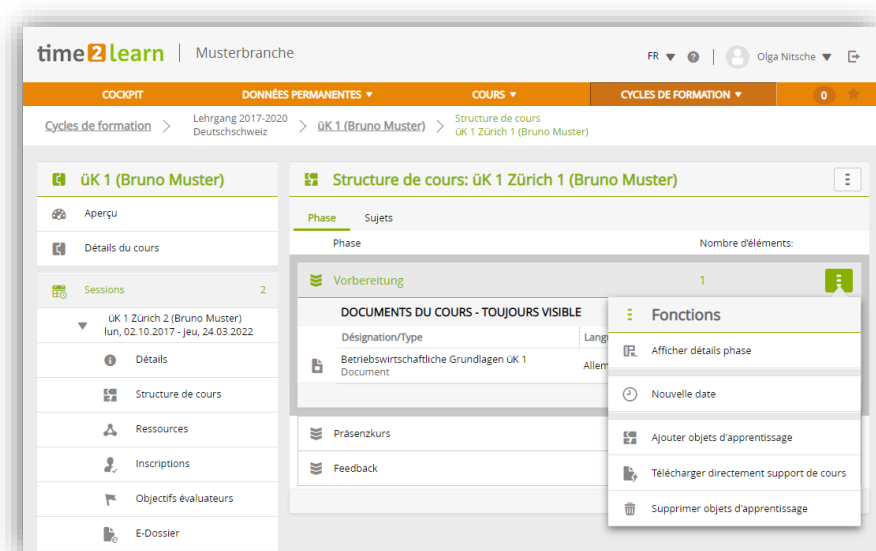 time2learn | Musterbranche
FR Olga Nitsche
COCKPIT DONNÉES PERMANENTES COURS CYCLES DE FORMATION 0
Cycles de formation > Lehrgang 2017-2020 Deutschschweiz > üK 1 (Bruno Muster) > Structure de cours üK 1 Zürich 1 (Bruno Muster)
üK 1 (Bruno Muster)
Aperçu
Détails du cours
Sessions 2
üK 1 Zürich 2 (Bruno Muster)
lun, 02.10.2017 - jeu, 24.03.2022
Détails
Structure de cours
Ressources
Inscriptions
Objectifs évaluateurs
E-Dossier
Structure de cours: üK 1 Zürich 1 (Bruno Muster)
Phase Sujets
Phase Nombre d'éléments:
Vorbereitung 1
DOCUMENTS DU COURS - TOUJOURS VISIBLE
Désignation/Type
Betriebswirtschaftliche Grundlagen üK 1
Document
Präsenzkurs
Feedback
Fonctions
Afficher détails phase
Nouvelle date
Ajouter objets d'apprentissage
Télécharger directement support de cours
Supprimer objets d'apprentissage